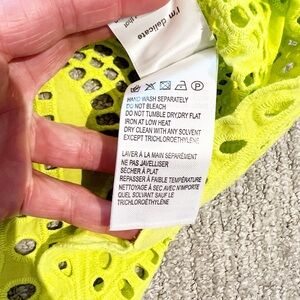 I'm delicate
HAND WASH SEPARATELY
DO NOT BLEACH
DO NOT TUMBLE DRY,DRY FLAT
IRON AT LOW HEAT
DRY CLEAN WITH ANY SOLVENT
EXCEPT TRICHLOROETHYLENE
LAVER À LA MAIN SÉPARÉMENT
NE PAS JAVELLISER
SÉCHER À PLAT
REPASSER À FAIBLE TEMPÉRATURE
NETTOYAGE À SEC AVEC N'IMPORTE
QUEL SOLVANT SAUF LE
TRICHLOROÉTHYLÈNE